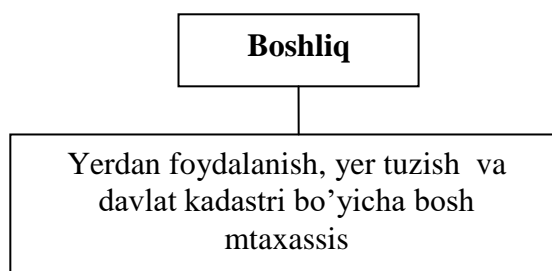 Boshliq
Yerdan foydalanish, yer tuzish va
davlat kadastri bo’yicha bosh
mtaxassis